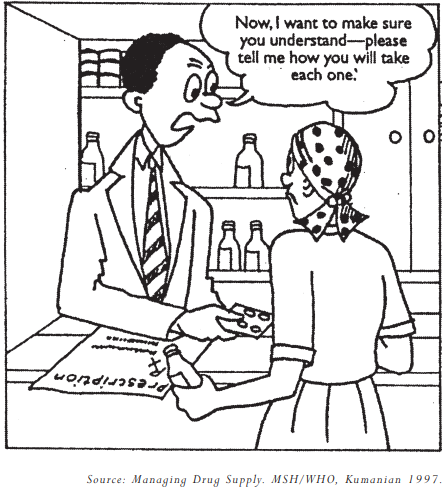 Now, I want to make sure
you understand—please
tell me how you will take
each one.'
Prescription
Source: Managing Drug Supply. MSH/WHO, Kumanian 1997.